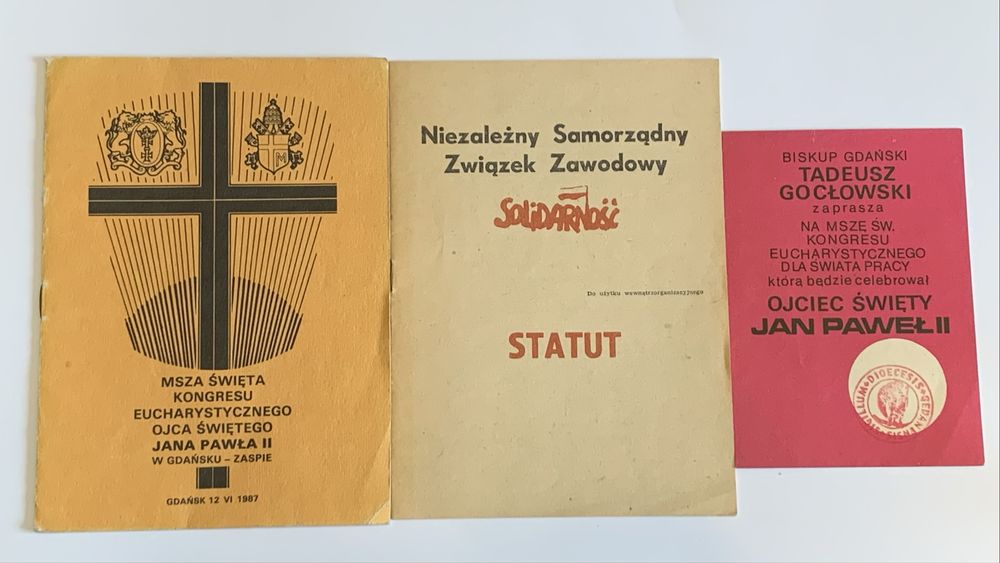 MSZA ŚWIĘTA
KONGRESU
EUCHARYSTYCZNEGO
OJCA ŚWIĘTEGO
JANA PAWŁA II
W GDAŃSKU – ZASPIE
GDAŃSK 12 VI 1987
Niezależny Samorządny
Związek Zawodowy
SOLIDARNOŚĆ
Do użytku wewnątrzorganizacyjnego
STATUT
BISKUP GDAŃSKI
TADEUSZ
GOCŁOWSKI
zaprasza
NA MSZĘ ŚW.
KONGRESU
EUCHARYSTYCZNEGO
DLA ŚWIATA PRACY
którą będzie celebrował
OJCIEC ŚWIĘTY
JAN PAWEŁ II
DIOECESIS